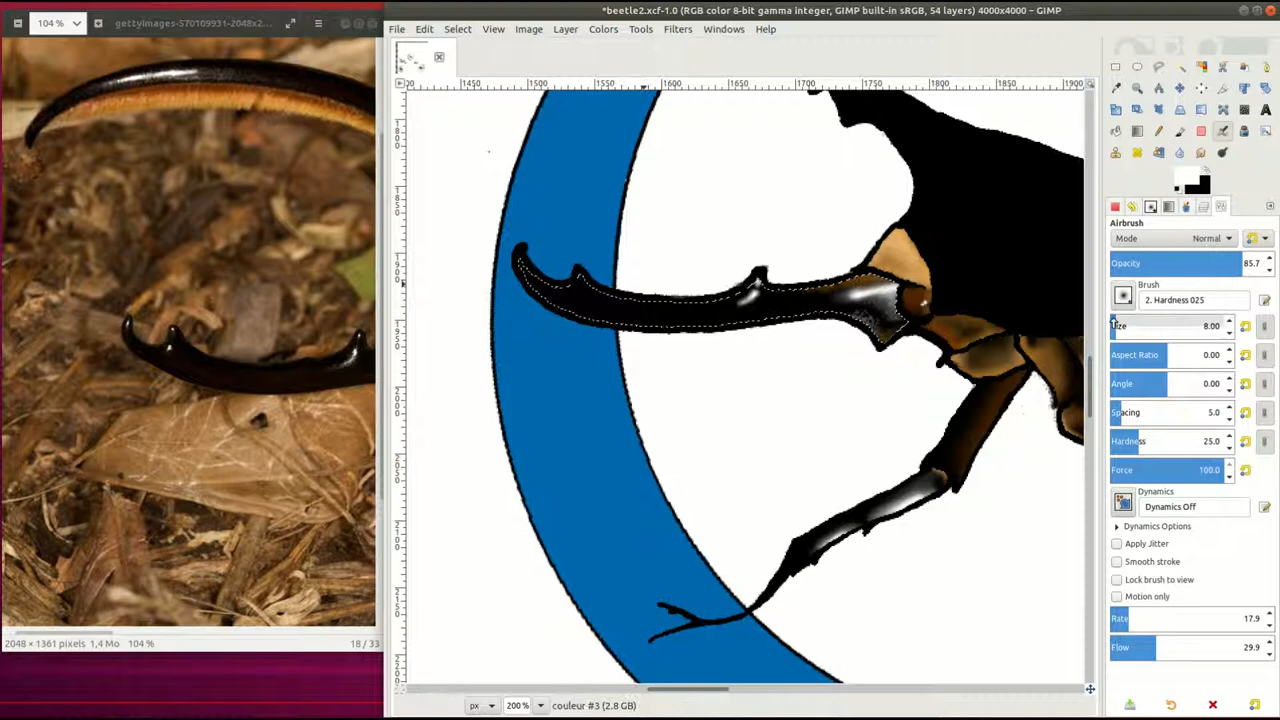 104 %
gettyimages-570109931-2048x2...
2048 × 1361 pixels 1,4 Mo 104 %
18 / 33
*beetle2.xcf-1.0 (RGB color 8-bit gamma integer, GIMP built-in sRGB, 54 layers) 4000x4000 – GIMP
File Edit Select View Image Layer Colors Tools Filters Windows Help
1450 1500 1550 1600 1650 1700 1750 1800 1850 1900
px 200 % couleur #3 (2.8 GB)
Airbrush
Mode Normal
Opacity 85.7
Brush
2. Hardness 025
Size 8.00
Aspect Ratio 0.00
Angle 0.00
Spacing 5.0
Hardness 25.0
Force 100.0
Dynamics
Dynamics Off
Dynamics Options
Apply Jitter
Smooth stroke
Lock brush to view
Motion only
Rate 17.9
Flow 29.9